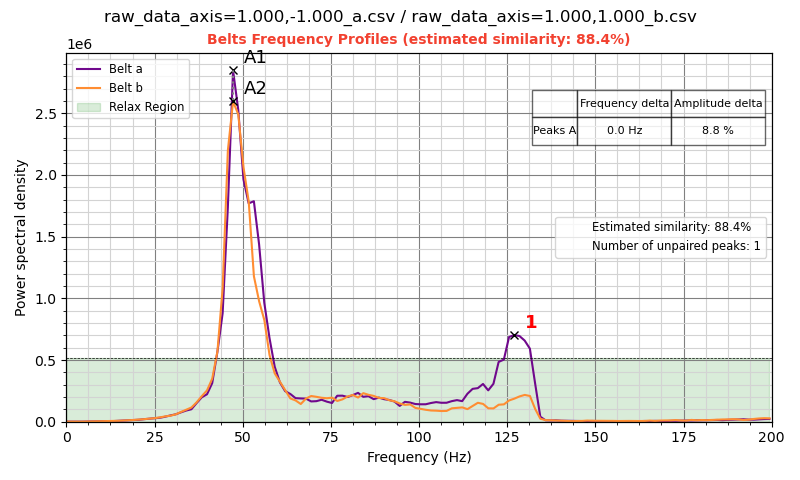 raw_data_axis=1.000,-1.000_a.csv / raw_data_axis=1.000,1.000_b.csv
Belts Frequency Profiles (estimated similarity: 88.4%)
1e6
A1
A2
Belt a
Belt b
Relax Region
Frequency delta Amplitude delta
Peaks A 0.0 Hz 8.8 %
Estimated similarity: 88.4%
Number of unpaired peaks: 1
1
2.5
2.0
1.5
1.0
0.5
0.0
Power spectral density
0 25 50 75 100 125 150 175 200
Frequency (Hz)